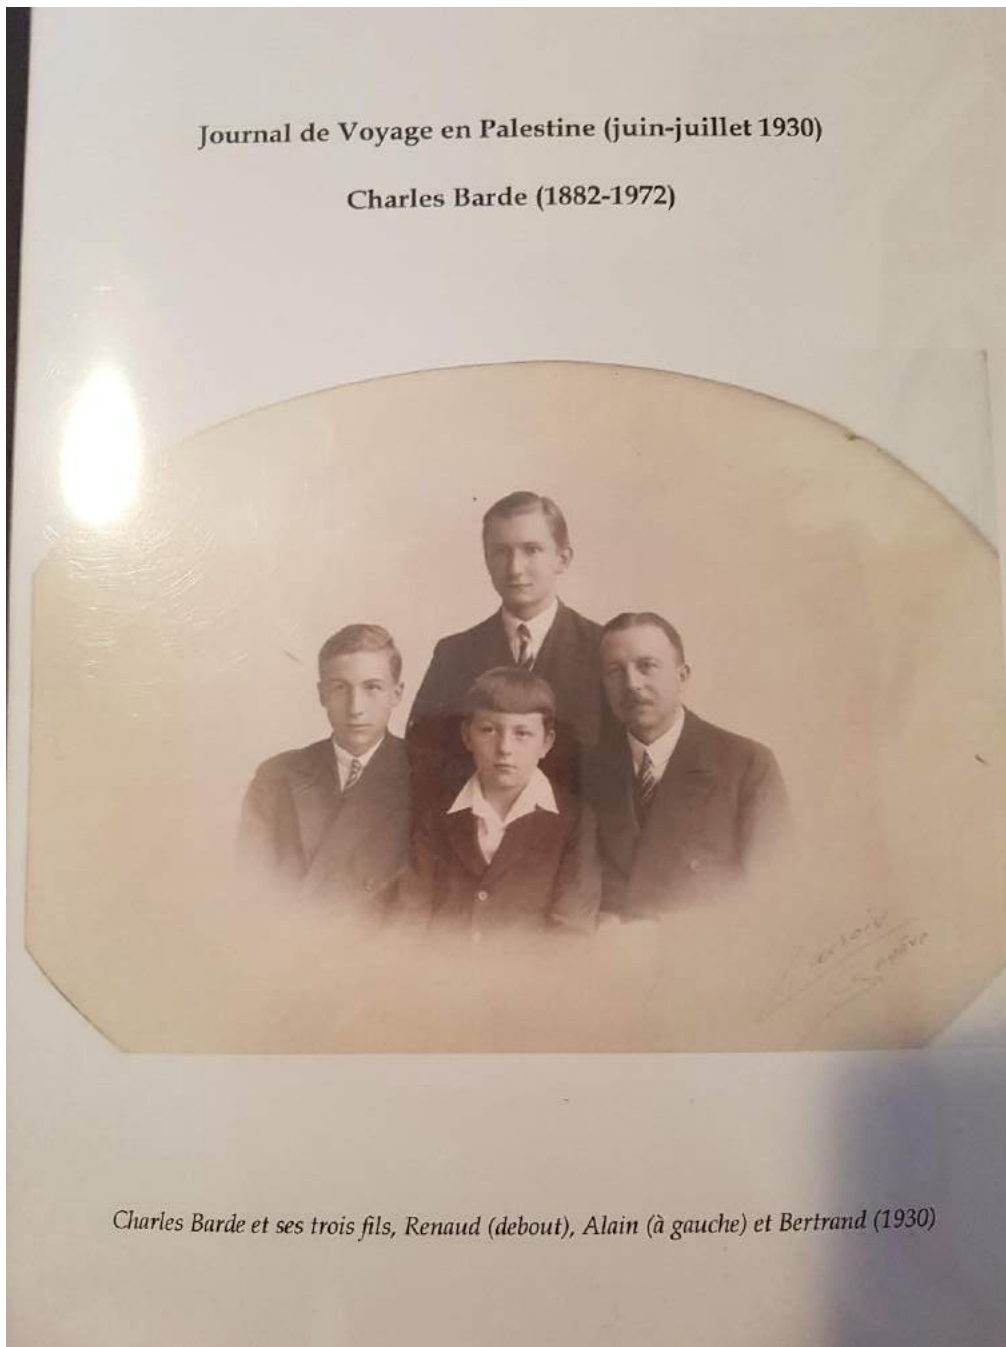 Journal de Voyage en Palestine (juin-juillet 1930)
Charles Barde (1882-1972)
Genève
Charles Barde et ses trois fils, Renaud (debout), Alain (à gauche) et Bertrand (1930)